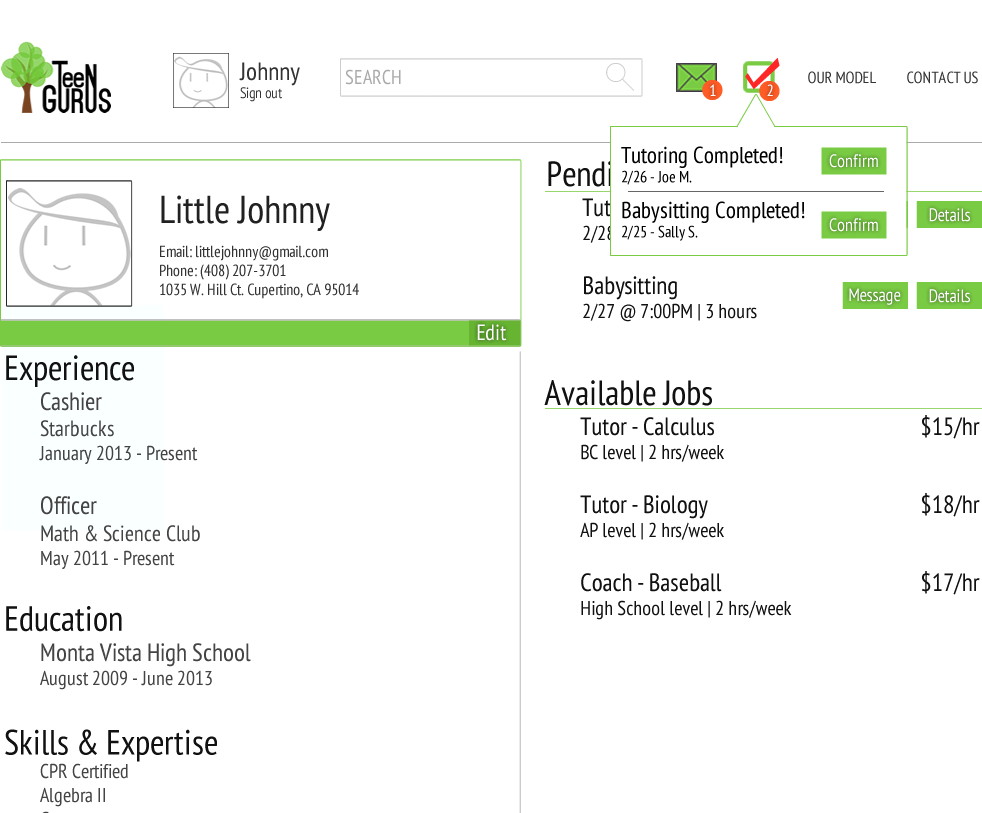 TeeN
GURUS
Johnny
Sign out
SEARCH
1
2
OUR MODEL
CONTACT US
Tutoring Completed!
2/26 - Joe M.
Confirm
Babysitting Completed!
2/25 - Sally S.
Confirm
Little Johnny
Email: littlejohnny@gmail.com
Phone: (408) 207-3701
1035 W. Hill Ct. Cupertino, CA 95014
Edit
Experience
Cashier
Starbucks
January 2013 - Present
Officer
Math & Science Club
May 2011 - Present
Education
Monta Vista High School
August 2009 - June 2013
Skills & Expertise
CPR Certified
Algebra II
Pendi
Tut
2/28
Details
Babysitting
2/27 @ 7:00PM | 3 hours
Message
Details
Available Jobs
Tutor - Calculus
$15/hr
BC level | 2 hrs/week
Tutor - Biology
$18/hr
AP level | 2 hrs/week
Coach - Baseball
$17/hr
High School level | 2 hrs/week